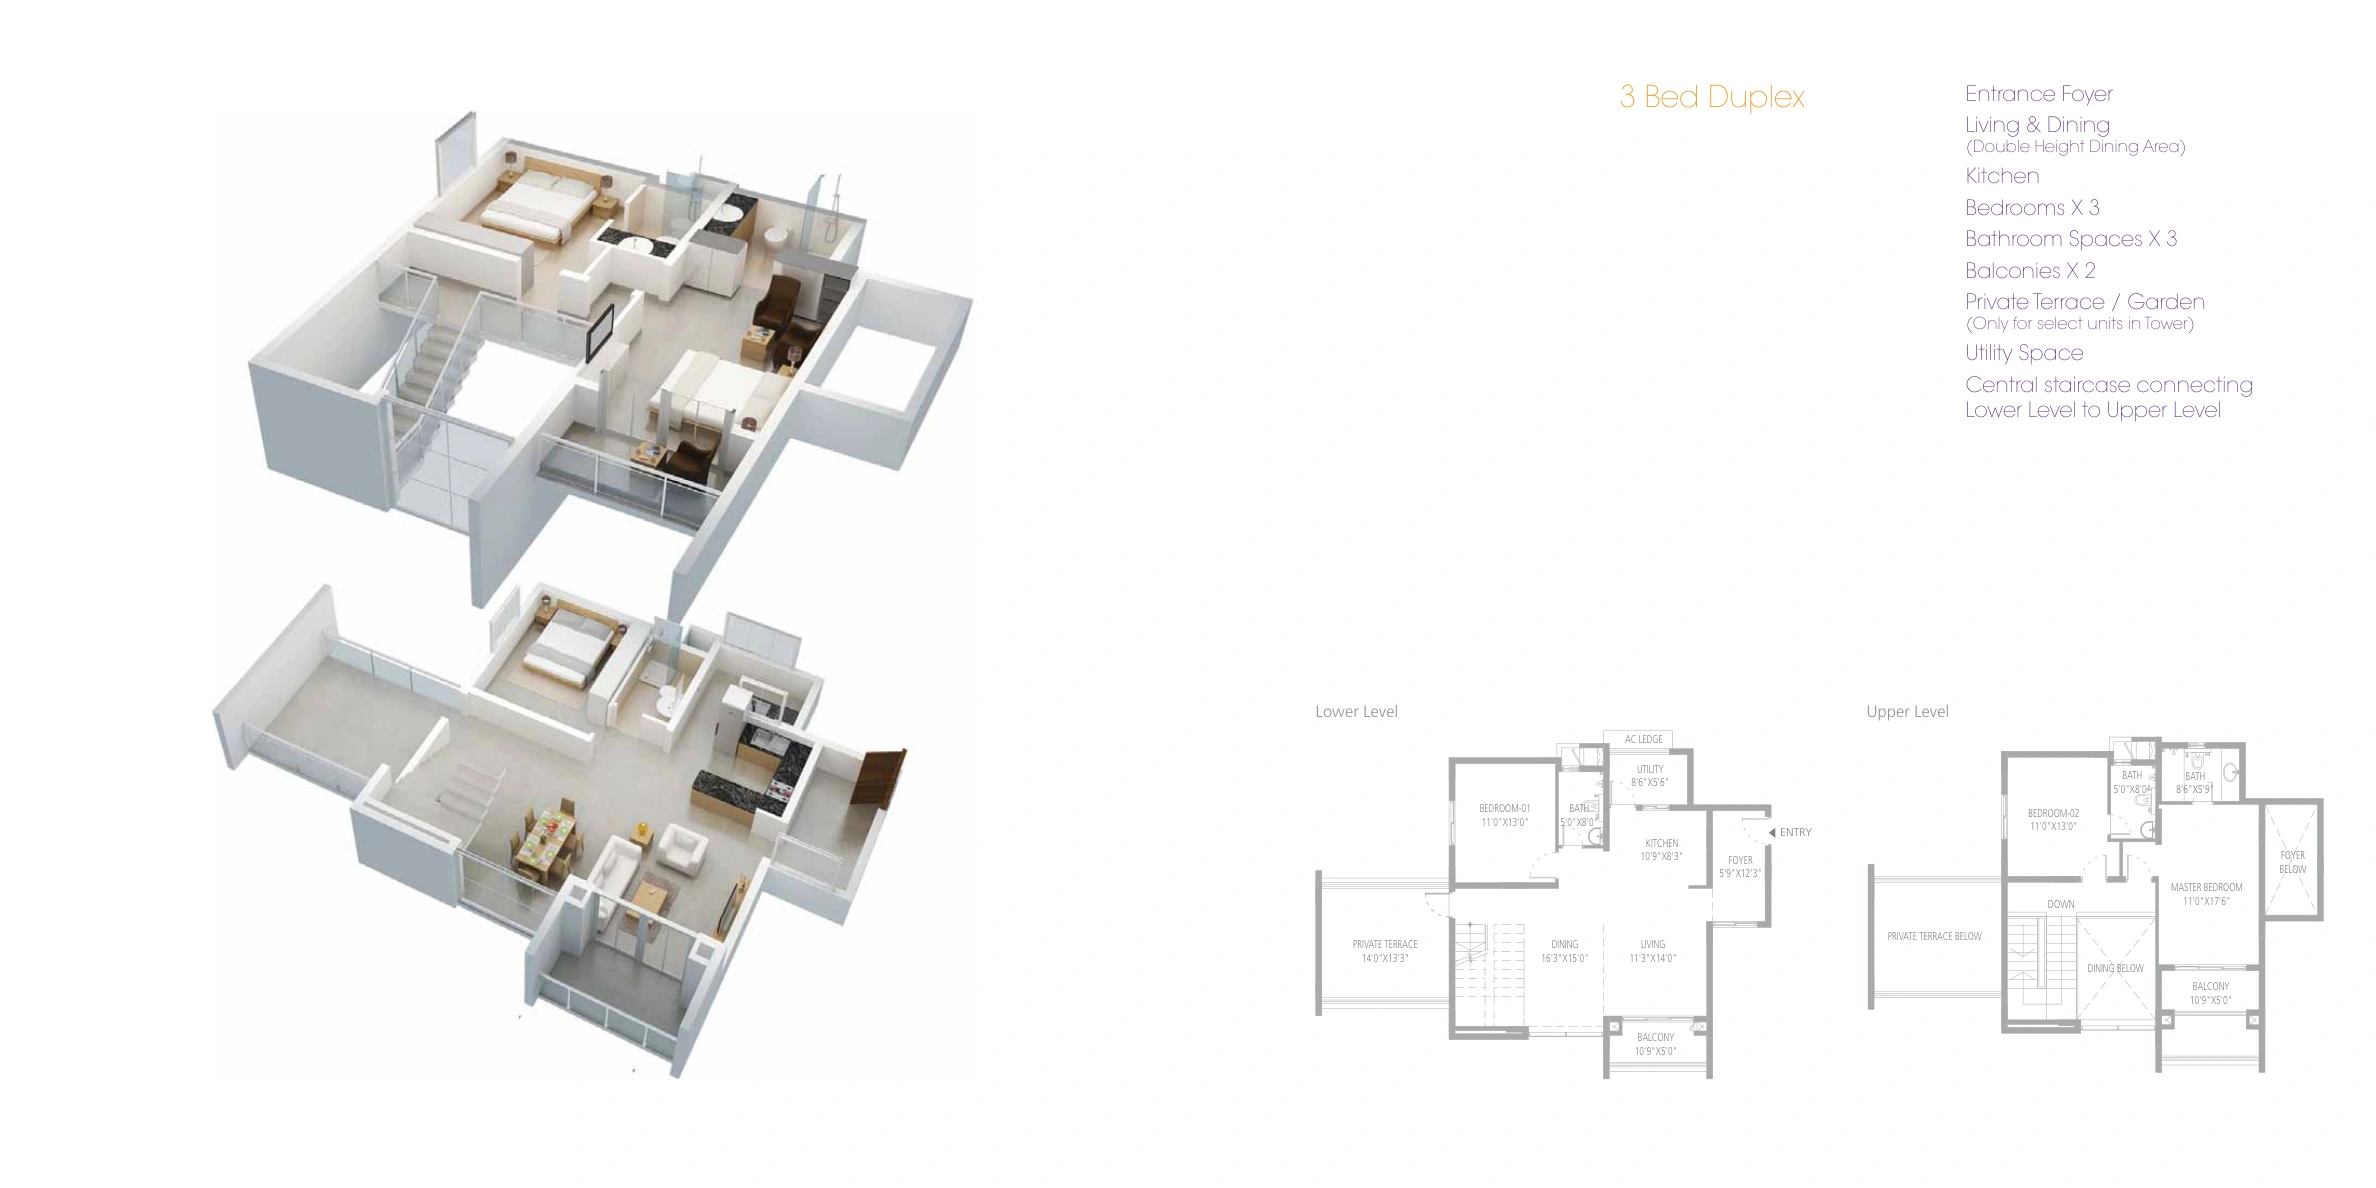 3 Bed Duplex
Entrance Foyer
Living & Dining
(Double Height Dining Area)
Kitchen
Bedrooms X 3
Bathroom Spaces X 3
Balconies X 2
Private Terrace / Garden
(Only for select units in Tower)
Utility Space
Central staircase connecting
Lower Level to Upper Level
Lower Level
AC LEDGE
UTILITY
8'6"X5'6"
BEDROOM-01
11'0"X13'0"
BATH
5'0"X8'0"
ENTRY
KITCHEN
10'9"X8'3"
FOYER
5'9"X12'3"
PRIVATE TERRACE
14'0"X13'3"
DINING
16'3"X15'0"
LIVING
11'3"X14'0"
BALCONY
10'9"X5'0"
Upper Level
BATH
5'0"X8'0"
BATH
8'6"X5'9"
BEDROOM-02
11'0"X13'0"
FOYER
BELOW
MASTER BEDROOM
11'0"X17'6"
DOWN
PRIVATE TERRACE BELOW
DINING BELOW
BALCONY
10'9"X5'0"